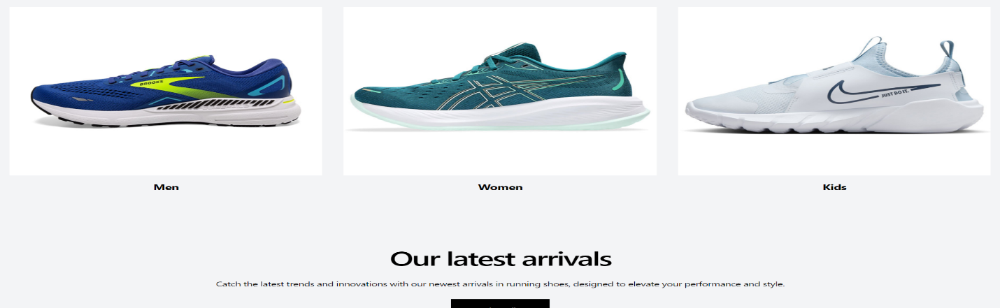 BROOKS
JUST DO IT.
Men
Women
Kids
Our latest arrivals
Catch the latest trends and innovations with our newest arrivals in running shoes, designed to elevate your performance and style.